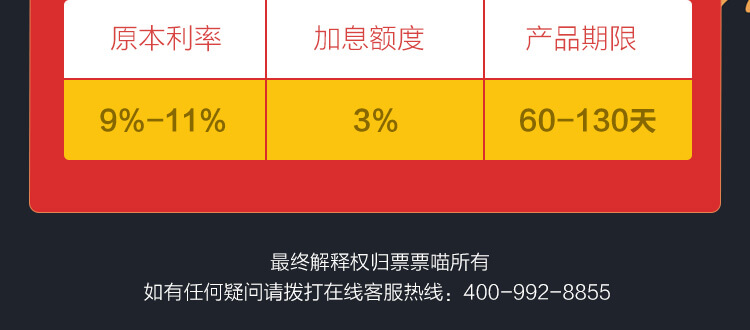 原本利率 加息额度 产品期限
9%-11% 3% 60-130天
最终解释权归票票喵所有
如有任何疑问请拨打在线客服热线：400-992-8855